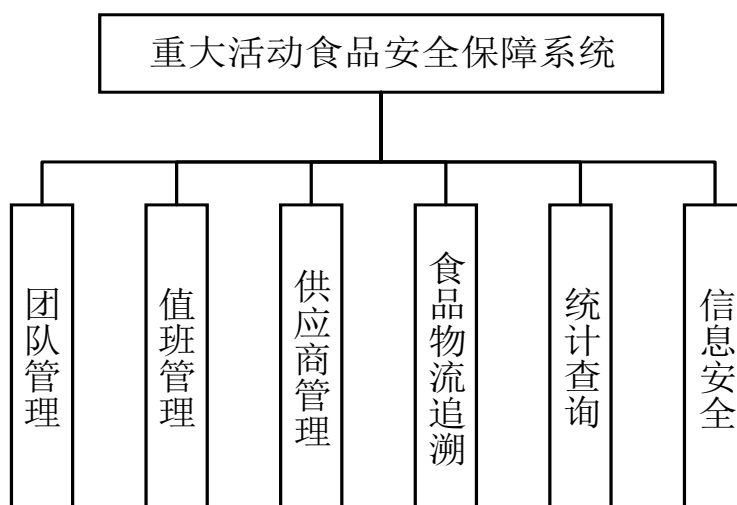 重大活动食品安全保障系统
团队管理
值班管理
供应商管理
食品物流追溯
统计查询
信息安全